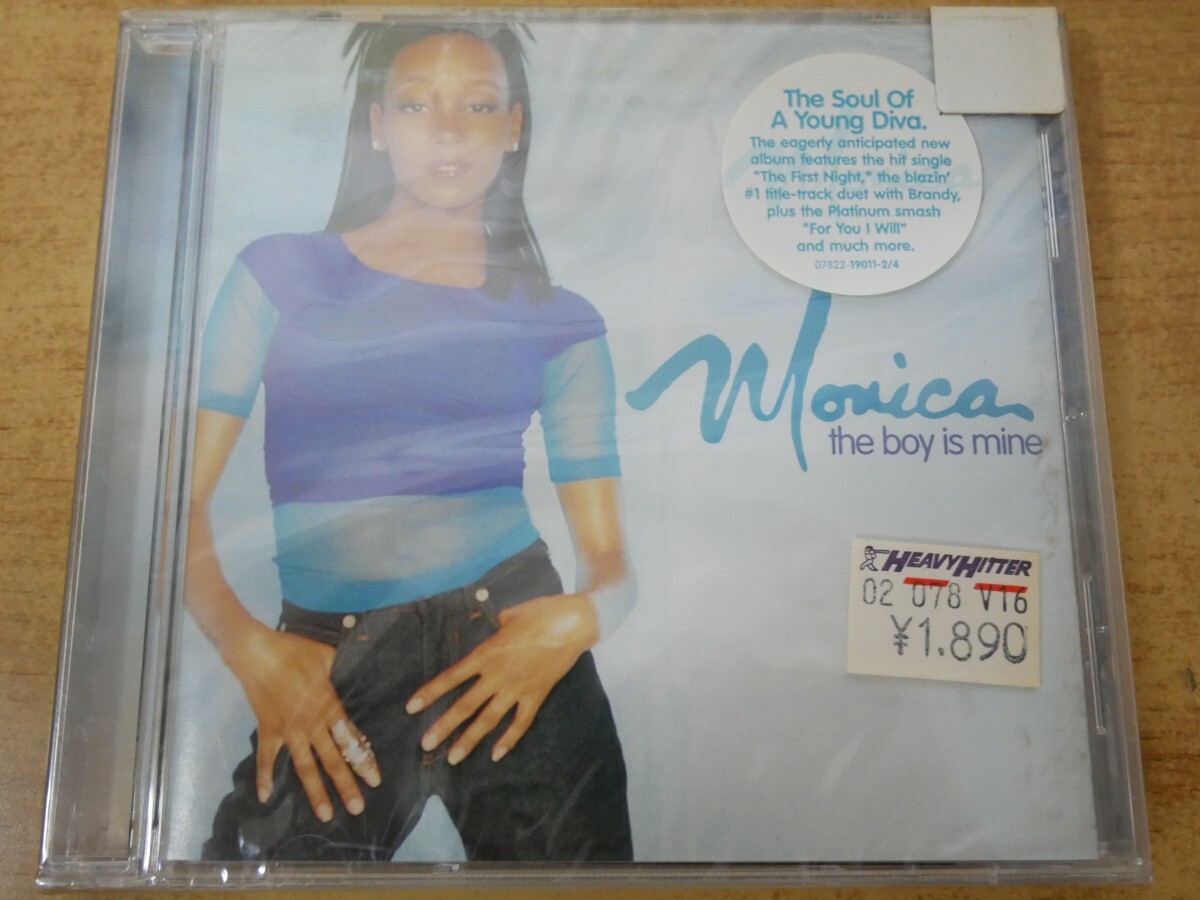 The Soul Of
A Young Diva.
The eagerly anticipated new
album features the hit single
"The First Night," the blazin'
#1 title-track duet with Brandy,
plus the Platinum smash
"For You I Will"
and much more.
07822-19011-2/4
Monica
the boy is mine
HEAVYHITTER
02 078 V16
¥1.890